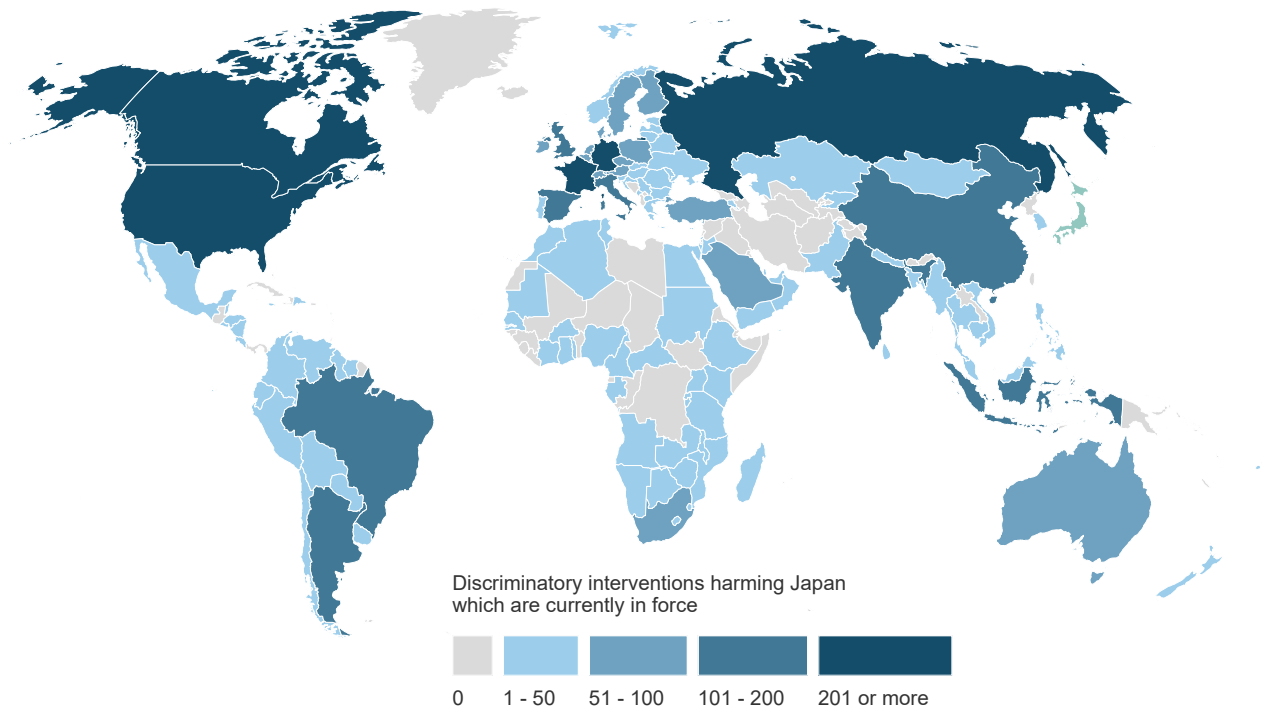 Discriminatory interventions harming Japan
which are currently in force
0 1 - 50 51 - 100 101 - 200 201 or more